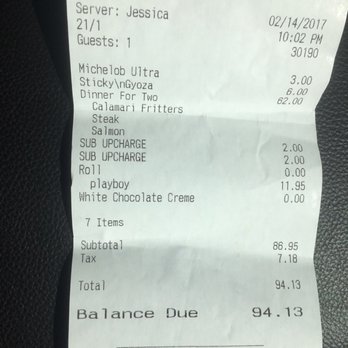 Server: Jessica
21/1 02/14/2017
Guests: 1 10:02 PM
30190
Michelob Ultra 3.00
Sticky\nGyoza 6.00
Dinner For Two 62.00
Calamari Fritters
Steak
Salmon
SUB UPCHARGE 2.00
SUB UPCHARGE 2.00
Roll 0.00
playboy 11.95
White Chocolate Creme 0.00
7 Items
Subtotal 86.95
Tax 7.18
Total 94.13
Balance Due 94.13